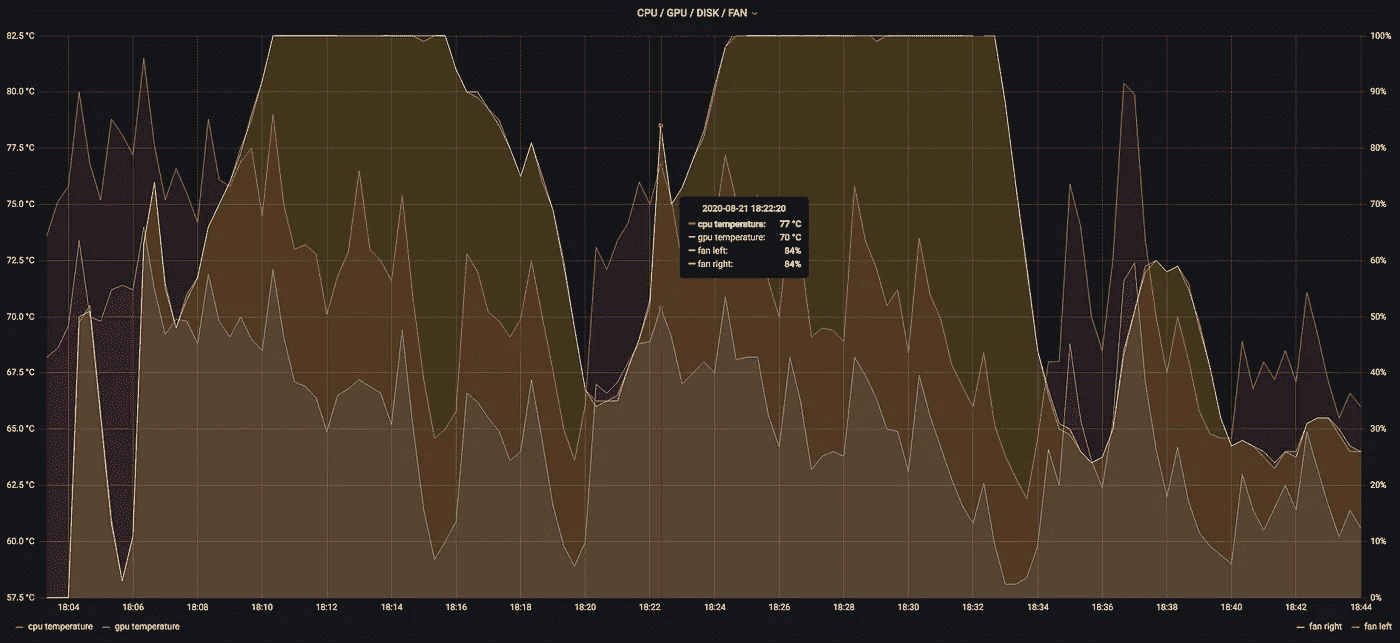 CPU / GPU / DISK / FAN
82.5 °C
100%
80.0 °C
90%
77.5 °C
80%
75.0 °C
70%
2020-08-21 18:22:20
cpu temperature: 77 °C
gpu temperature: 70 °C
fan left: 84%
fan right: 84%
72.5 °C
60%
70.0 °C
50%
67.5 °C
40%
65.0 °C
30%
62.5 °C
20%
60.0 °C
10%
57.5 °C
0%
18:04 18:06 18:08 18:10 18:12 18:14 18:16 18:18 18:20 18:22 18:24 18:26 18:28 18:30 18:32 18:34 18:36 18:38 18:40 18:42 18:44
cpu temperature gpu temperature fan right fan left